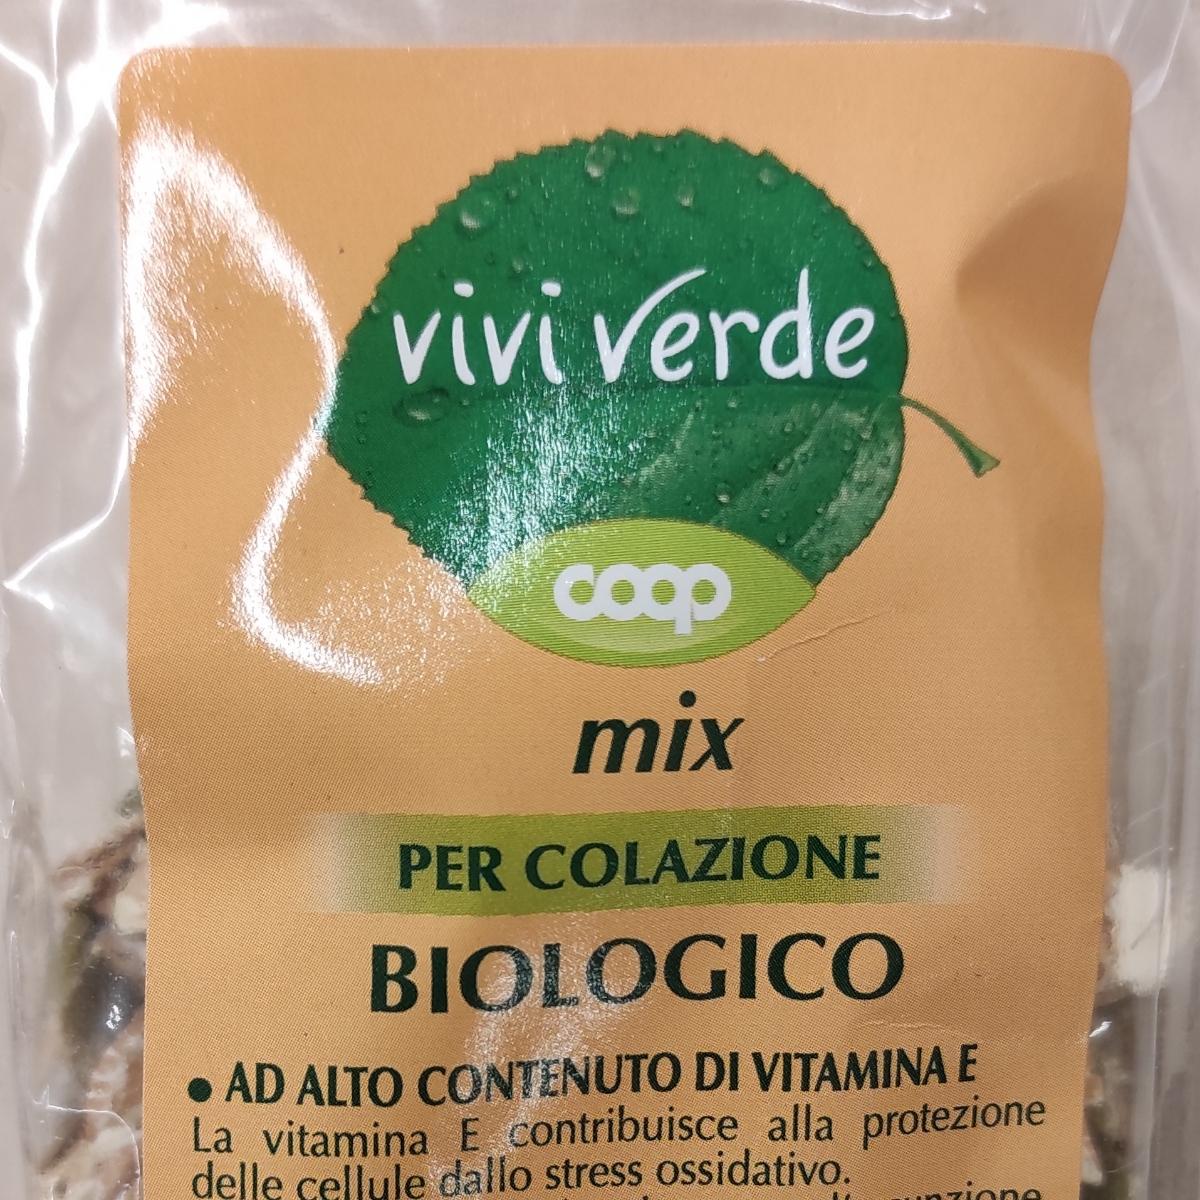 vivi verde
coop
mix
PER COLAZIONE
BIOLOGICO
• AD ALTO CONTENUTO DI VITAMINA E
La vitamina E contribuisce alla protezione
delle cellule dallo stress ossidativo.